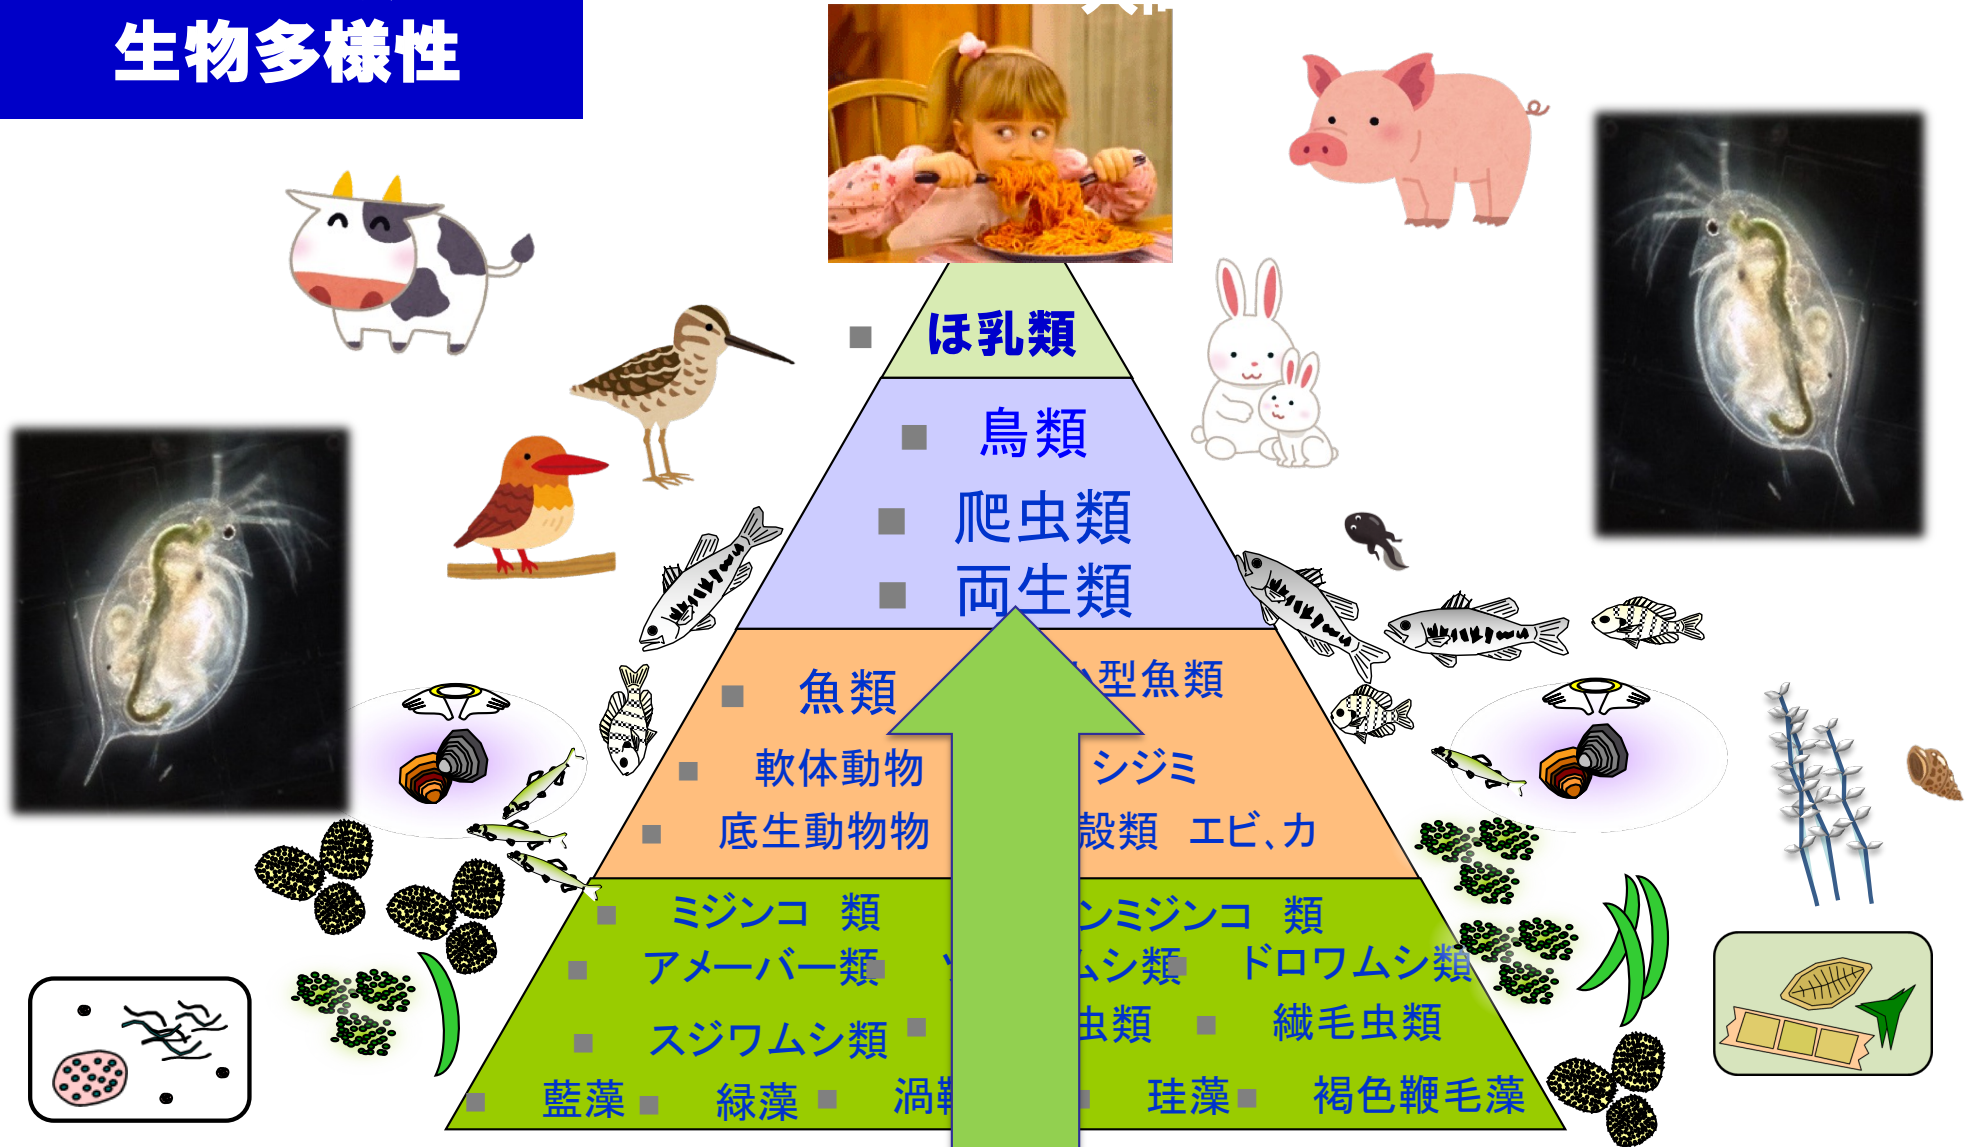 生物多様性
ほ乳類
鳥類
爬虫類
両生類
魚類 型魚類
軟体動物 シジミ
底生動物物 殻類 エビ、カ
ミジンコ 類 ンミジンコ 類
アメーバー類 ムシ類 ドロワムシ類
スジワムシ類 虫類 繊毛虫類
藍藻 緑藻 渦 珪藻 褐色鞭毛藻